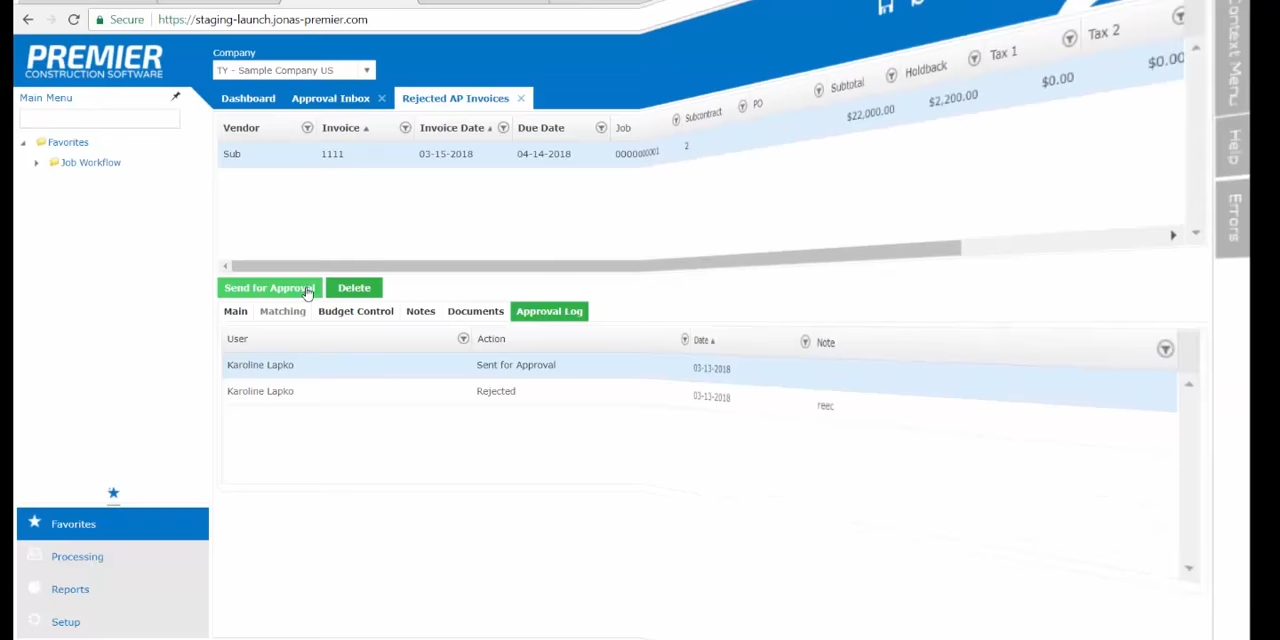 Secure https://staging-launch.jonas-premier.com
PREMIER
CONSTRUCTION SOFTWARE
Company
TY - Sample Company US
Main Menu
Dashboard Approval Inbox Rejected AP Invoices
Vendor Invoice Invoice Date Due Date Job Subcontract PO Subtotal Holdback Tax 1 Tax 2
Sub 1111 03-15-2018 04-14-2018 0000000001 2 $22,000.00 $2,200.00 $0.00 $0.00
Favorites
Job Workflow
Send for Approval Delete
Main Matching Budget Control Notes Documents Approval Log
User Action Date Note
Karoline Lapko Sent for Approval 03-13-2018
Karoline Lapko Rejected 03-13-2018 reec
Favorites
Processing
Reports
Setup
Context Menu
Help
Errors